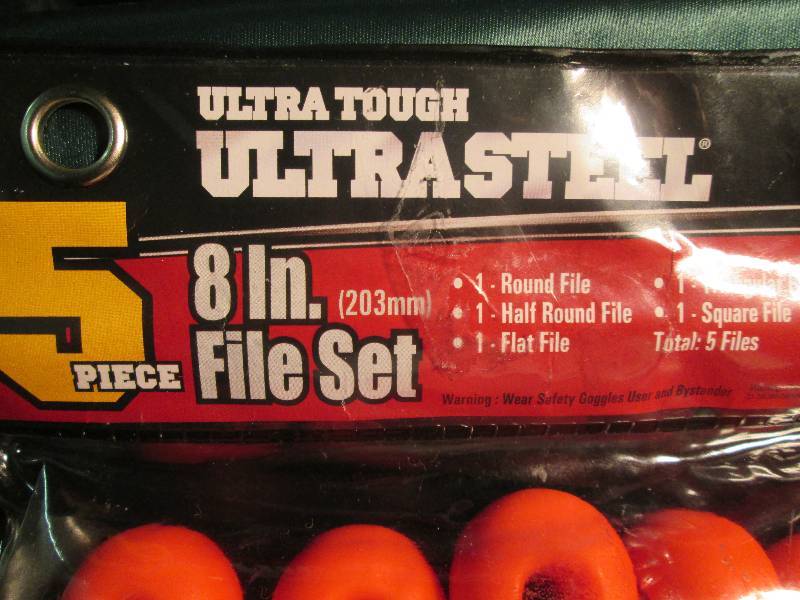 ULTRA TOUGH
ULTRASTEEL®
5
PIECE
8 In. (203mm)
File Set
• 1 - Round File
• 1 - Half Round File
• 1 - Flat File
• 1 -
• 1 - Square File
Total: 5 Files
Warning : Wear Safety Goggles User and Bystander